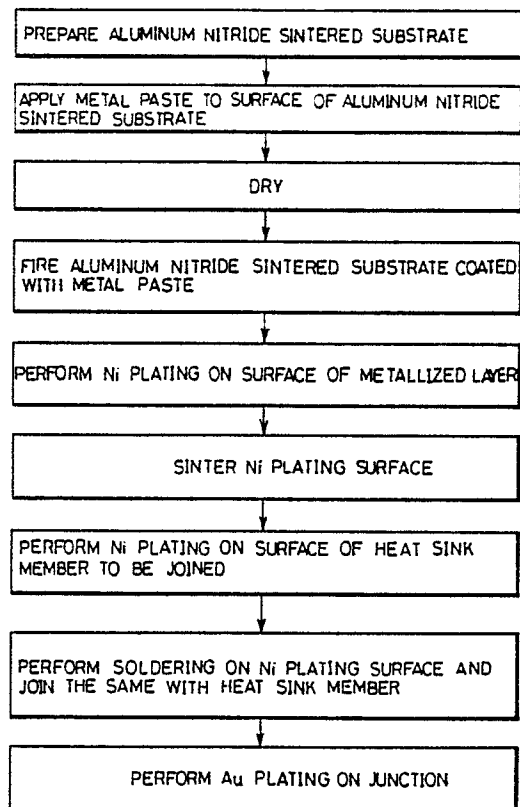 PREPARE ALUMINUM NITRIDE SINTERED SUBSTRATE
APPLY METAL PASTE TO SURFACE OF ALUMINUM NITRIDE
SINTERED SUBSTRATE
DRY
FIRE ALUMINUM NITRIDE SINTERED SUBSTRATE COATED
WITH METAL PASTE
PERFORM Ni PLATING ON SURFACE OF METALLIZED LAYER
SINTER Ni PLATING SURFACE
PERFORM Ni PLATING ON SURFACE OF HEAT SINK
MEMBER TO BE JOINED
PERFORM SOLDERING ON Ni PLATING SURFACE AND
JOIN THE SAME WITH HEAT SINK MEMBER
PERFORM Au PLATING ON JUNCTION